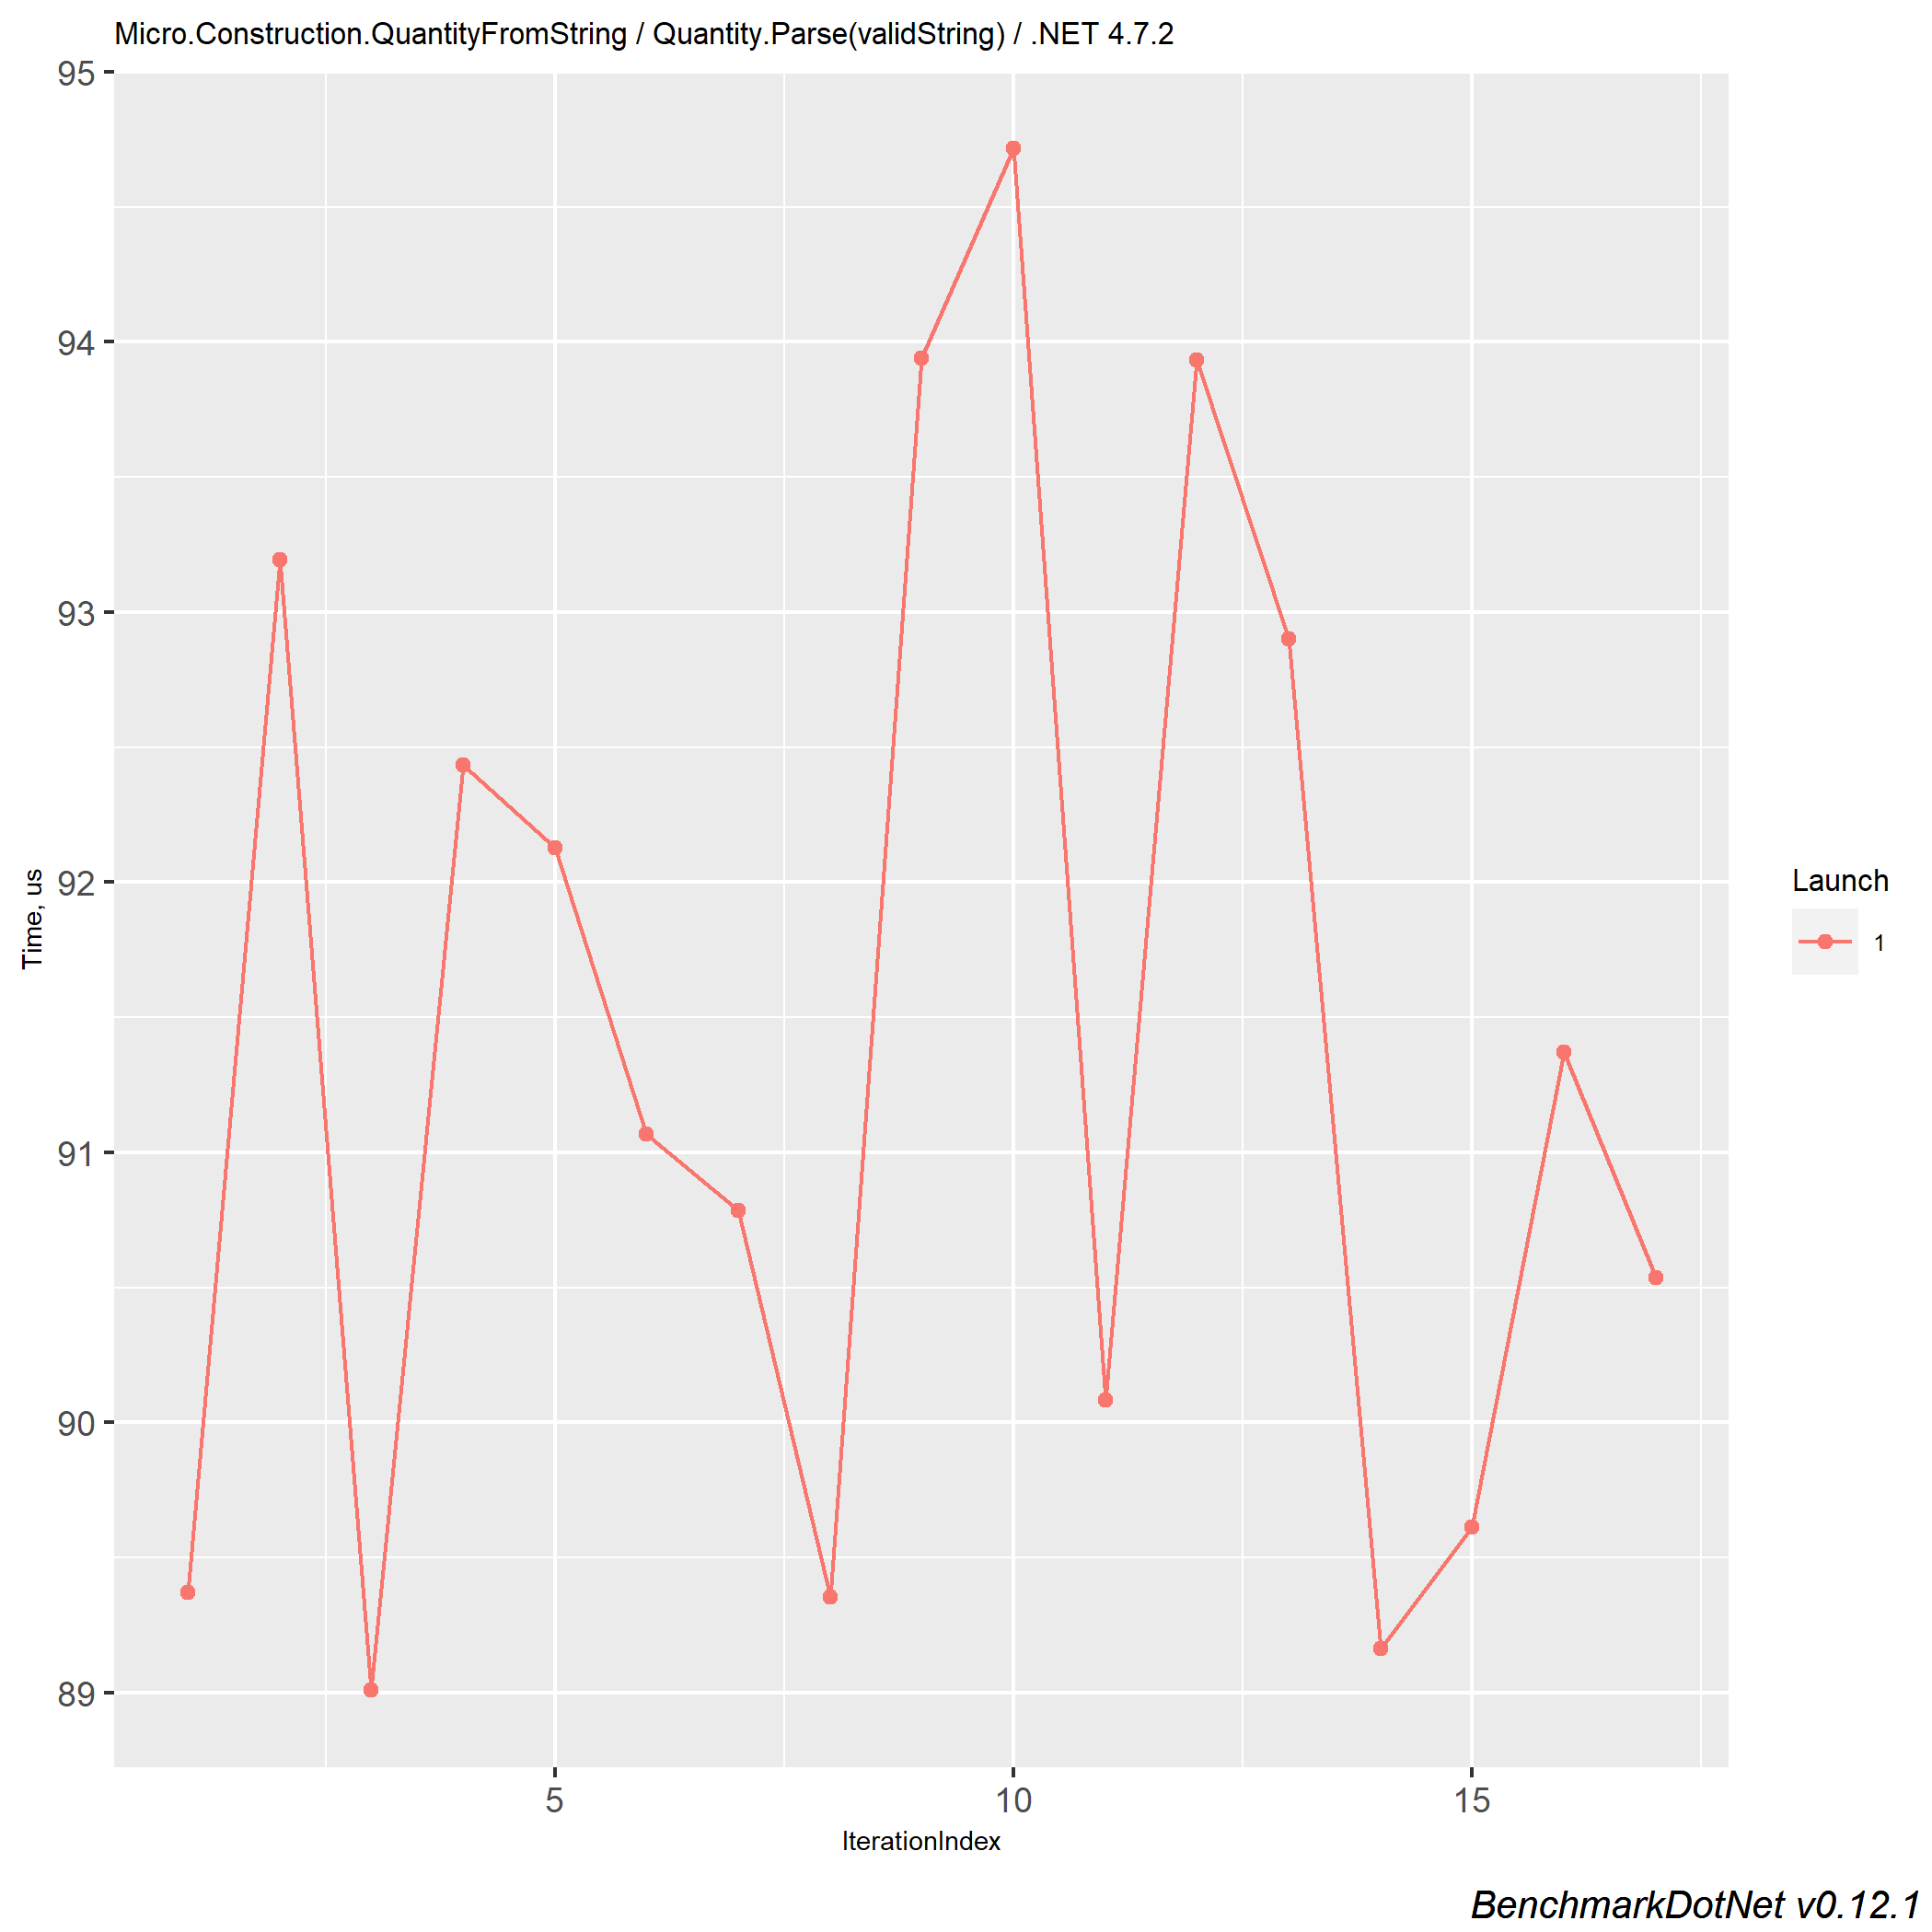 Micro.Construction.QuantityFromString / Quantity.Parse(validString) / .NET 4.7.2
95
94
93
92
91
90
89
Time, us
5 10 15
IterationIndex
Launch
1
BenchmarkDotNet v0.12.1